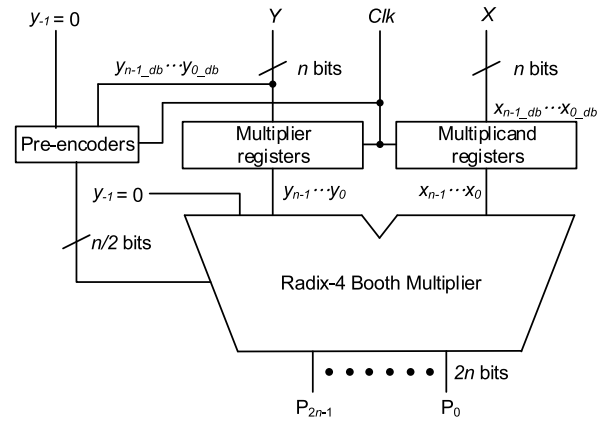 y-1 = 0
Y
Clk
X
yn-1_db···y0_db
n bits
n bits
xn-1_db···x0_db
Pre-encoders
Multiplier
registers
Multiplicand
registers
y-1 = 0
yn-1···y0
xn-1···x0
n/2 bits
Radix-4 Booth Multiplier
2n bits
P2n-1
P0